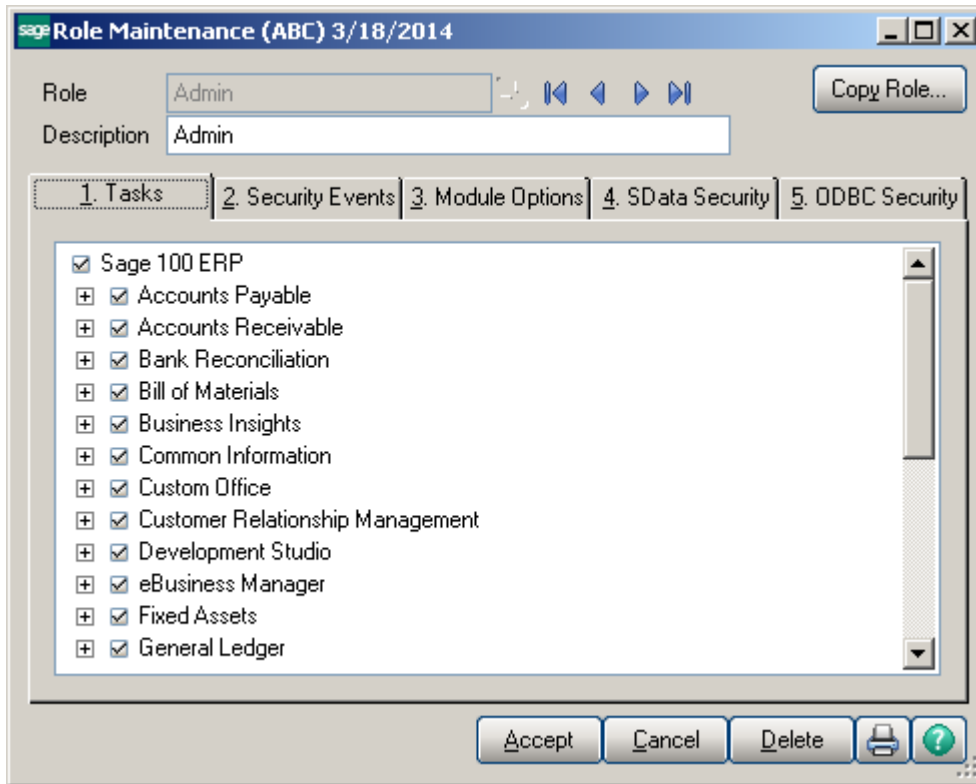 sage Role Maintenance (ABC) 3/18/2014
Role Admin Copy Role...
Description Admin
1. Tasks 2. Security Events 3. Module Options 4. SData Security 5. ODBC Security
Sage 100 ERP
Accounts Payable
Accounts Receivable
Bank Reconciliation
Bill of Materials
Business Insights
Common Information
Custom Office
Customer Relationship Management
Development Studio
eBusiness Manager
Fixed Assets
General Ledger
Accept Cancel Delete ?